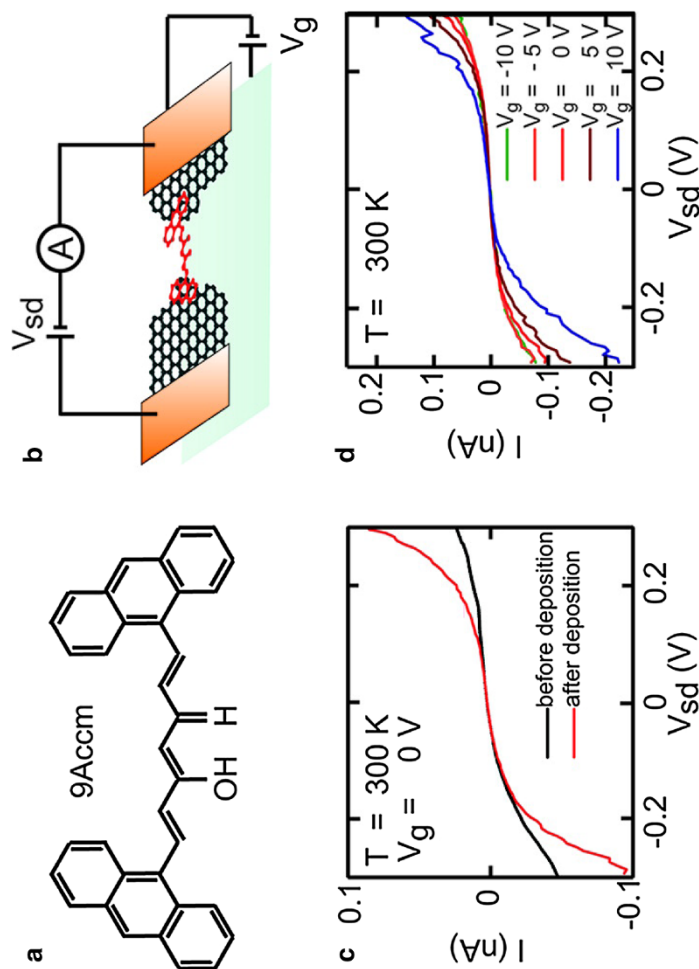 a
9Accm
OH
H
b
Vsd
A
Vg
c
T = 300 K
Vg = 0 V
before deposition
after deposition
0.1
0
-0.1
I (nA)
-0.2
0
0.2
Vsd (V)
d
T = 300 K
Vg = -10 V
Vg = - 5 V
Vg = 0 V
Vg = 5 V
Vg = 10 V
0.2
0.1
0
-0.1
-0.2
I (nA)
-0.2
0
0.2
Vsd (V)